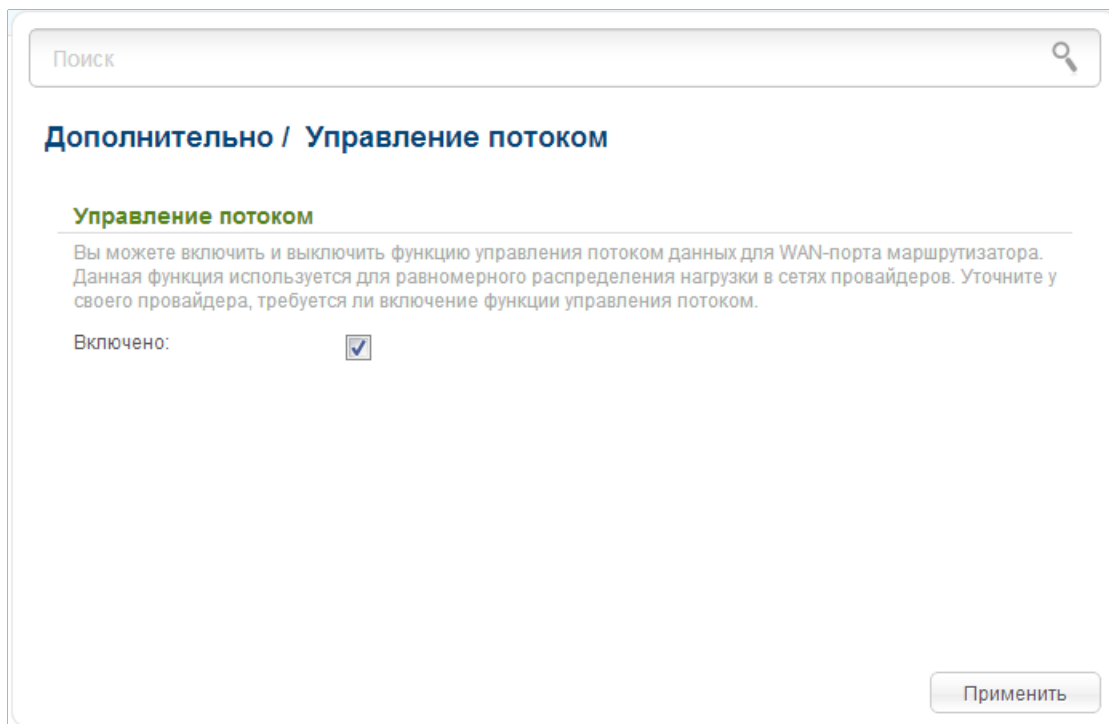 Поиск
Дополнительно / Управление потоком
Управление потоком
Вы можете включить и выключить функцию управления потоком данных для WAN-порта маршрутизатора.
Данная функция используется для равномерного распределения нагрузки в сетях провайдеров. Уточните у
своего провайдера, требуется ли включение функции управления потоком.
Включено:
Применить